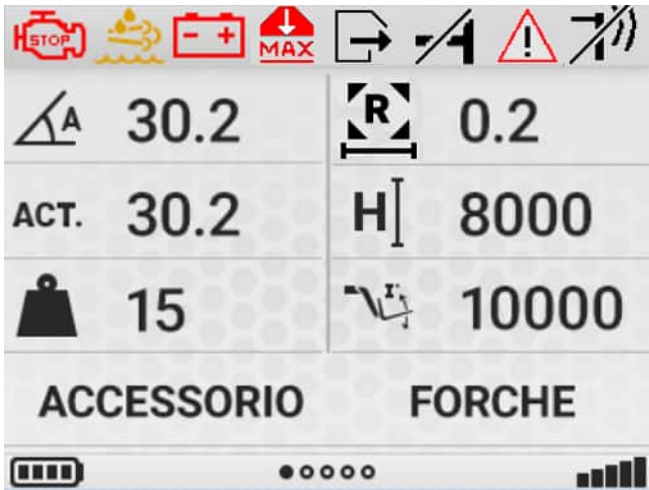 STOP - + MAX
A 30.2 R 0.2
ACT. 30.2 H 8000
15 I 10000
ACCESSORIO FORCHE